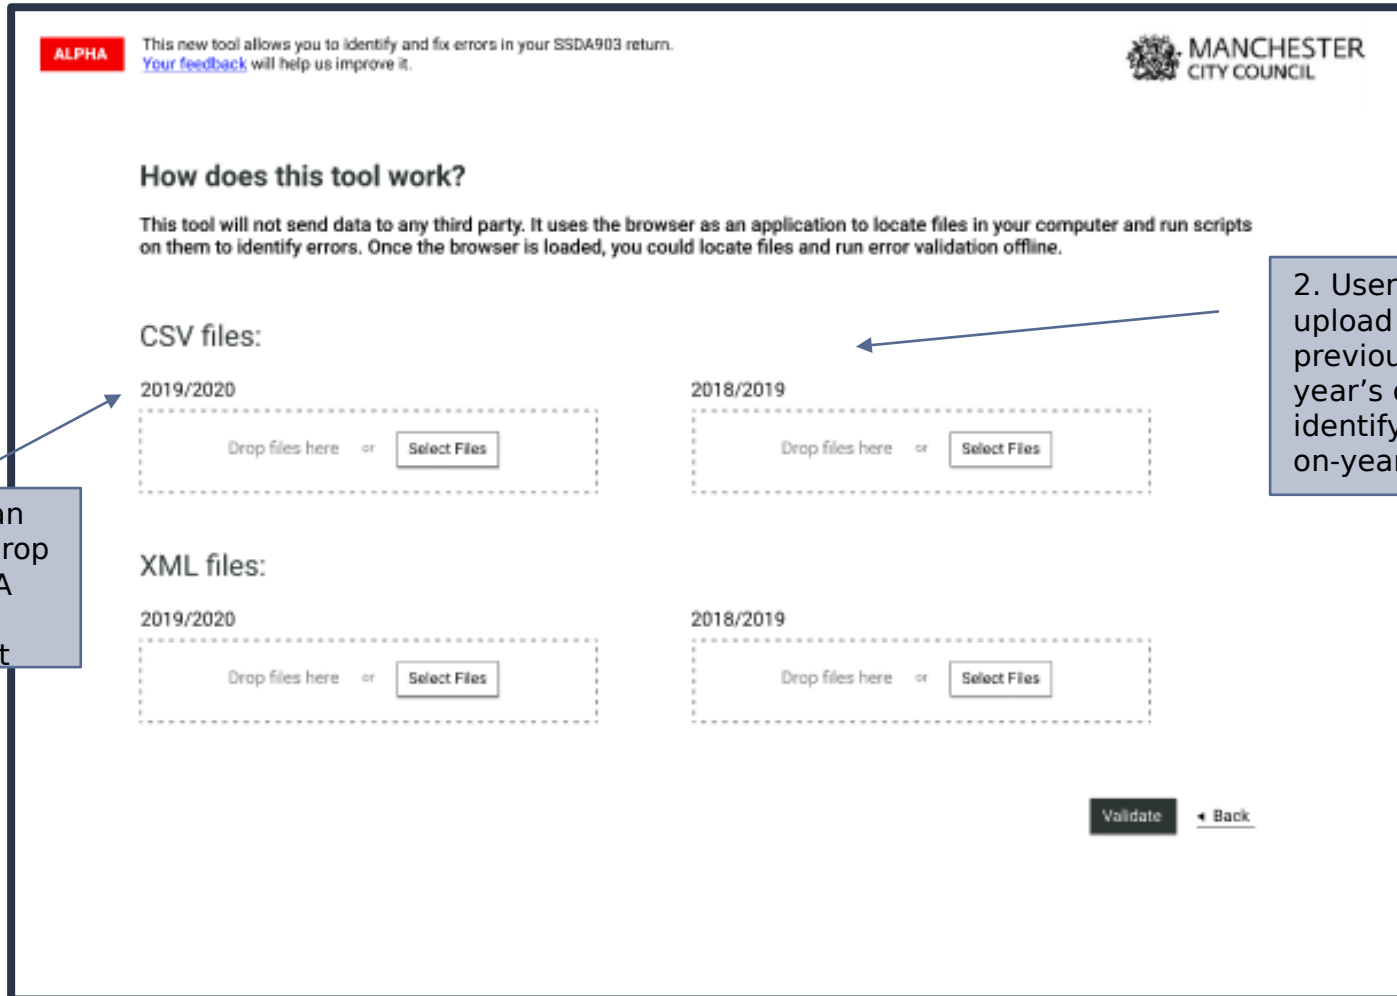 ALPHA
This new tool allows you to identify and fix errors in your SSDA903 return.
Your feedback will help us improve it.
MANCHESTER
CITY COUNCIL
How does this tool work?
This tool will not send data to any third party. It uses the browser as an application to locate files in your computer and run scripts
on them to identify errors. Once the browser is loaded, you could locate files and run error validation offline.
CSV files:
2019/2020
Drop files here or Select Files
2018/2019
Drop files here or Select Files
XML files:
2019/2020
Drop files here or Select Files
2018/2019
Drop files here or Select Files
Validate
Back
2. User
upload
previou
year’s
identify
on-year
an
rop
A
t